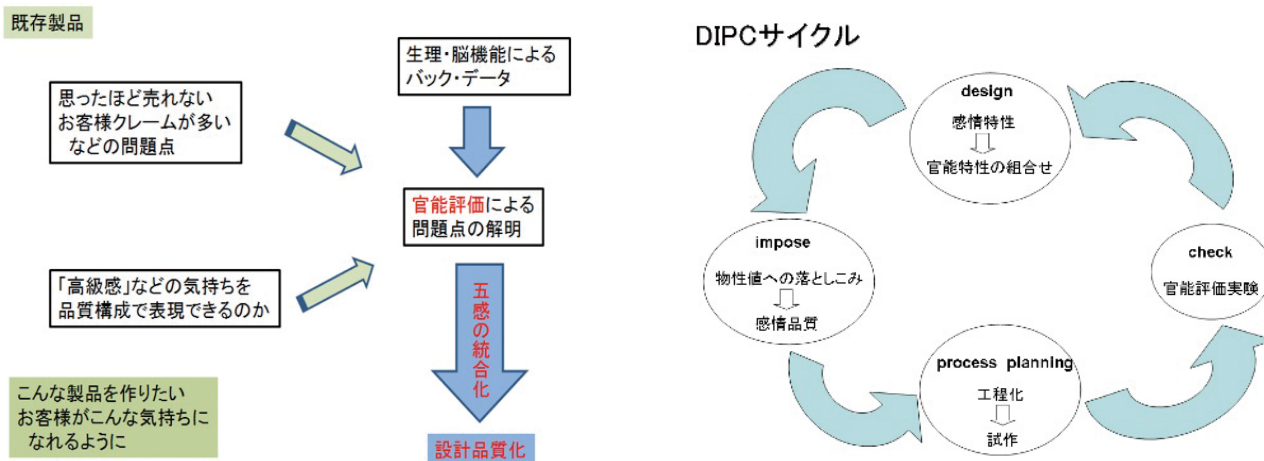 既存製品
生理・脳機能による
バック・データ
思ったほど売れない
お客様クレームが多い
などの問題点
官能評価による
問題点の解明
「高級感」などの気持ちを
品質構成で表現できるのか
五感の統合化
こんな製品を作りたい
お客様がこんな気持ちに
なれるように
設計品質化
DIPCサイクル
design
感情特性
官能特性の組合せ
impose
物性値への落としこみ
感情品質
process planning
工程化
試作
check
官能評価実験